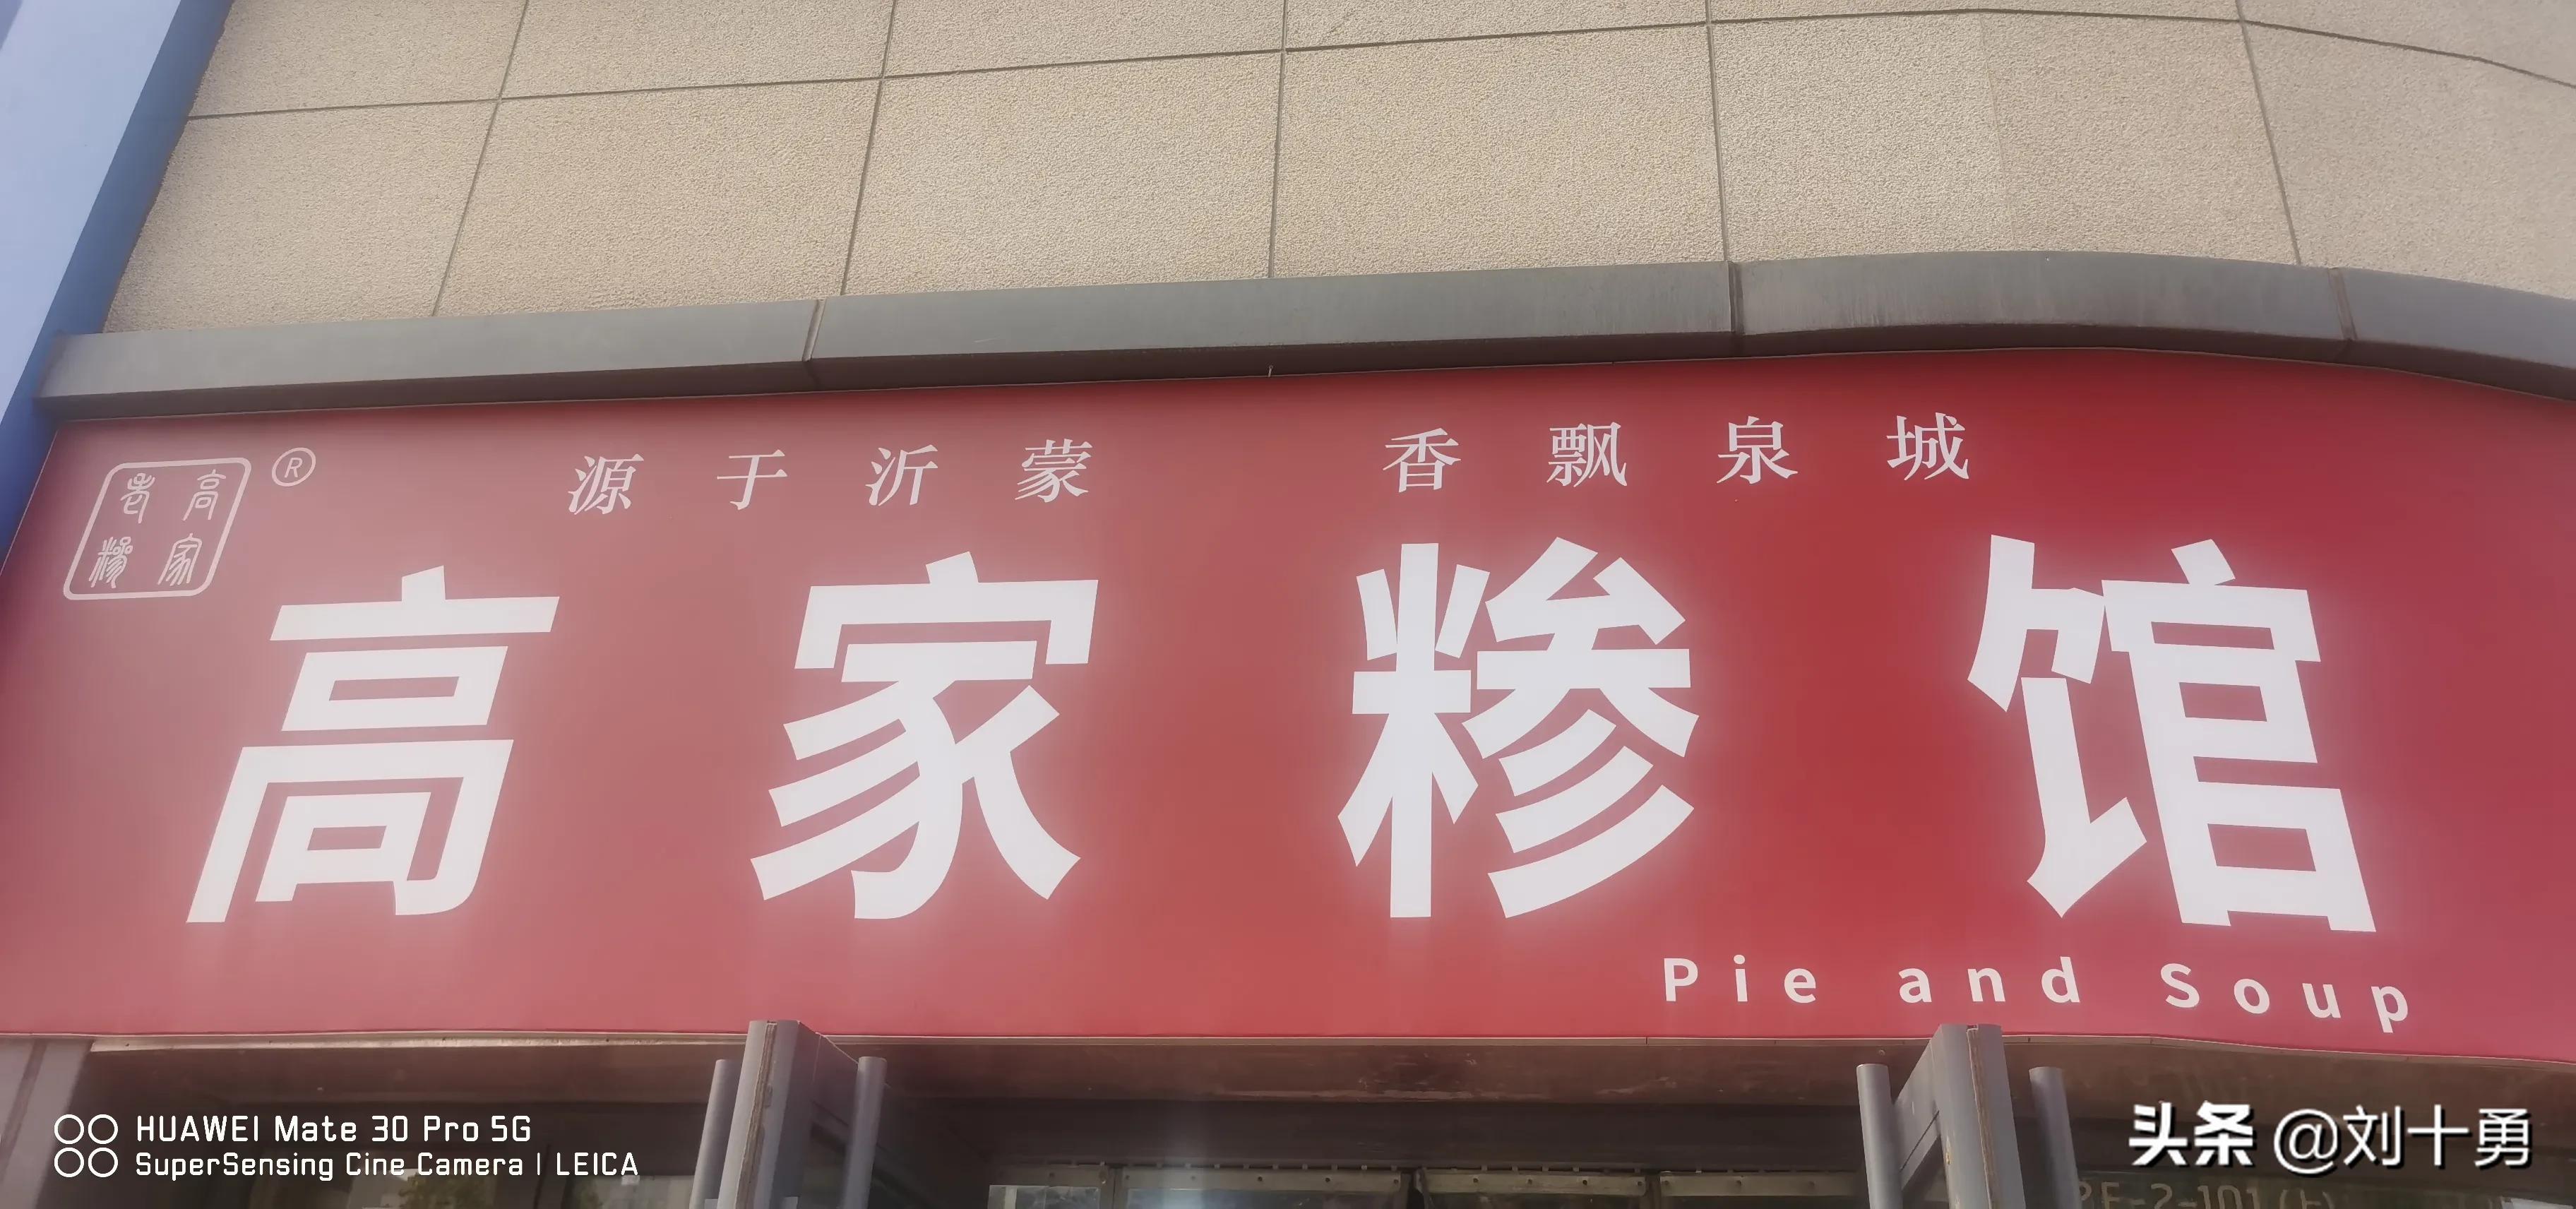 高家老糁 ®
源于沂蒙 香飘泉城
高家糁馆
Pie and Soup
HUAWEI Mate 30 Pro 5G
SuperSensing Cine Camera | LEICA
头条 @刘十勇